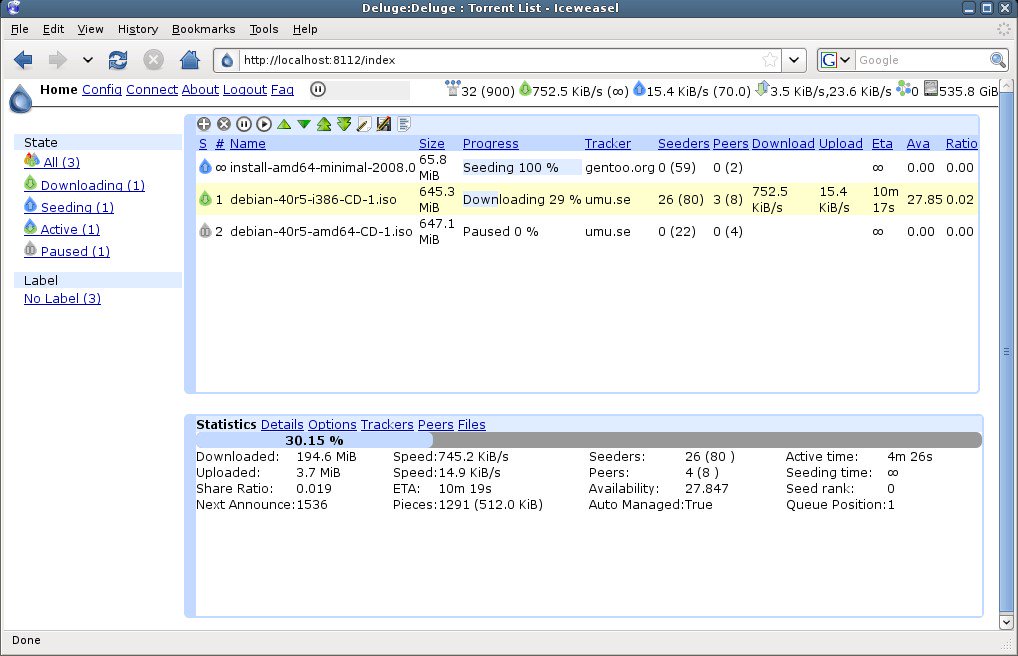 Deluge:Deluge : Torrent List - Iceweasel
File Edit View History Bookmarks Tools Help
http://localhost:8112/index
G Google
Home Config Connect About Logout Faq 32 (900) 752.5 KiB/s (∞) 15.4 KiB/s (70.0) 3.5 KiB/s,23.6 KiB/s 0 535.8 GiB
State
All (3)
Downloading (1)
Seeding (1)
Active (1)
Paused (1)
Label
No Label (3)
S # Name Size Progress Tracker Seeders Peers Download Upload Eta Ava Ratio
∞ install-amd64-minimal-2008.0 65.8 MiB Seeding 100 % gentoo.org 0 (59) 0 (2) ∞ 0.00 0.00
1 debian-40r5-i386-CD-1.iso 645.3 MiB Downloading 29 % umu.se 26 (80) 3 (8) 752.5 KiB/s 15.4 KiB/s 10m 17s 27.85 0.02
2 debian-40r5-amd64-CD-1.iso 647.1 MiB Paused 0 % umu.se 0 (22) 0 (4) ∞ 0.00 0.00
Statistics Details Options Trackers Peers Files
30.15 %
Downloaded: 194.6 MiB Speed:745.2 KiB/s Seeders: 26 (80 ) Active time: 4m 26s
Uploaded: 3.7 MiB Speed:14.9 KiB/s Peers: 4 (8 ) Seeding time: ∞
Share Ratio: 0.019 ETA: 10m 19s Availability: 27.847 Seed rank: 0
Next Announce:1536 Pieces:1291 (512.0 KiB) Auto Managed:True Queue Position:1
Done